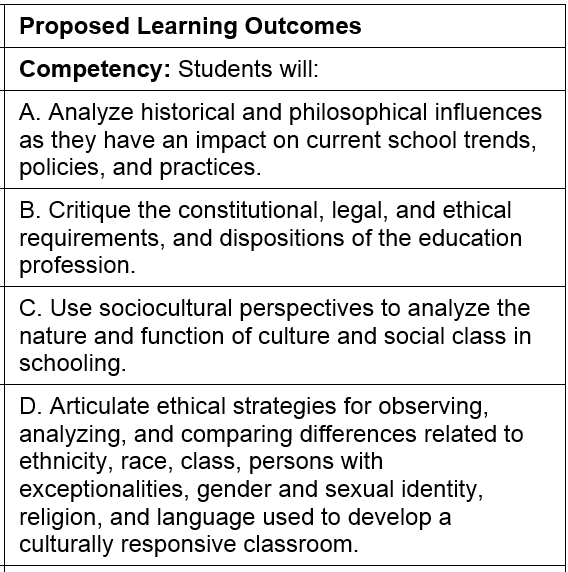 Proposed Learning Outcomes
Competency: Students will:
A. Analyze historical and philosophical influences
as they have an impact on current school trends,
policies, and practices.
B. Critique the constitutional, legal, and ethical
requirements, and dispositions of the education
profession.
C. Use sociocultural perspectives to analyze the
nature and function of culture and social class in
schooling.
D. Articulate ethical strategies for observing,
analyzing, and comparing differences related to
ethnicity, race, class, persons with
exceptionalities, gender and sexual identity,
religion, and language used to develop a
culturally responsive classroom.